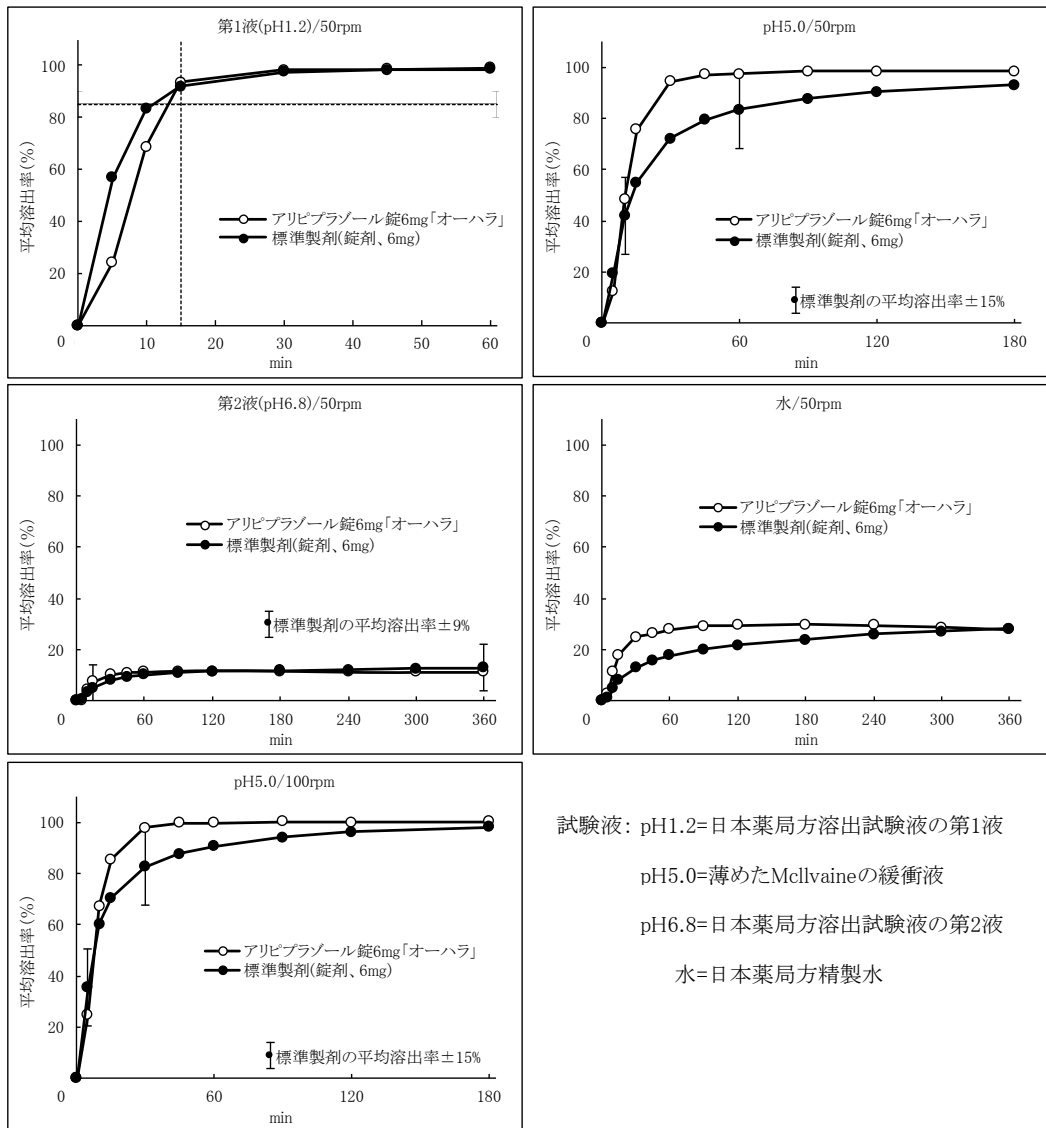 第1液(pH1.2)/50rpm
平均溶出率(%)
100
80
60
40
20
0
アリピプラゾール錠6mg「オーハラ」
標準製剤(錠剤、6mg)
10
20
30
40
50
60
min
pH5.0/50rpm
平均溶出率(%)
100
80
60
40
20
0
アリピプラゾール錠6mg「オーハラ」
標準製剤(錠剤、6mg)
標準製剤の平均溶出率±15%
60
120
180
min
第2液(pH6.8)/50rpm
平均溶出率(%)
100
80
60
40
20
0
アリピプラゾール錠6mg「オーハラ」
標準製剤(錠剤、6mg)
標準製剤の平均溶出率±9%
60
120
180
240
300
360
min
水/50rpm
平均溶出率(%)
100
80
60
40
20
0
アリピプラゾール錠6mg「オーハラ」
標準製剤(錠剤、6mg)
60
120
180
240
300
360
min
pH5.0/100rpm
平均溶出率(%)
100
80
60
40
20
0
アリピプラゾール錠6mg「オーハラ」
標準製剤(錠剤、6mg)
標準製剤の平均溶出率±15%
60
120
180
min
試験液: pH1.2=日本薬局方溶出試験液の第1液
pH5.0=薄めたMcIlvaineの緩衝液
pH6.8=日本薬局方溶出試験液の第2液
水=日本薬局方精製水